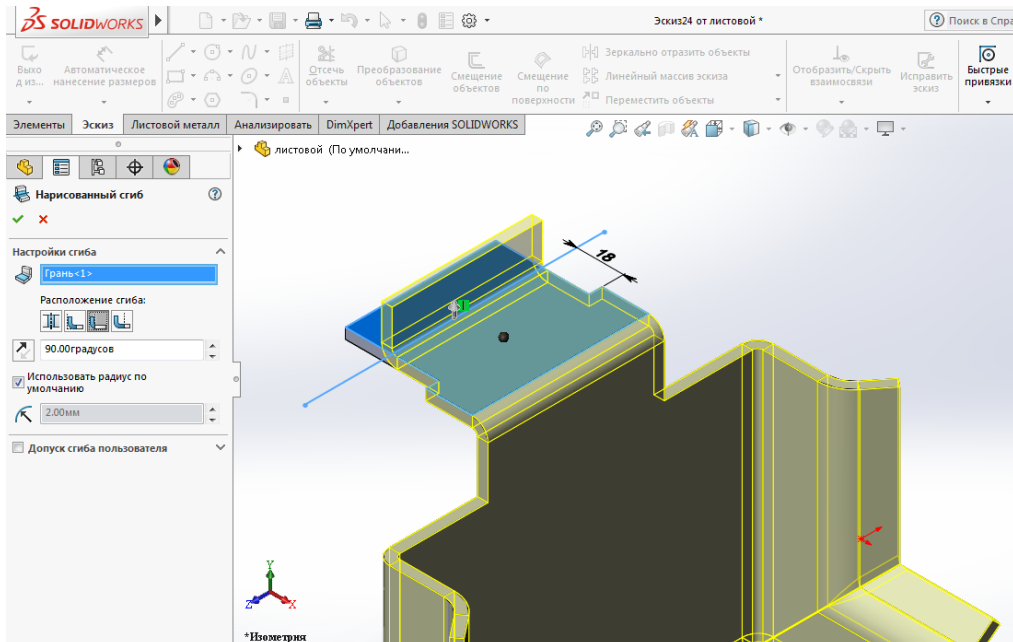 SOLIDWORKS
Эскиз24 от листовой *
Поиск в Спра
Выхо
д из...
Автоматическое
нанесение размеров
Отсечь
объекты
Преобразование
объектов
Смещение
объектов
Смещение
по
поверхности
Зеркально отразить объекты
Линейный массив эскиза
Переместить объекты
Отобразить/Скрыть
взаимосвязи
Исправить
эскиз
Быстрые
привязки
Элементы Эскиз Листовой металл Анализировать DimXpert Добавления SOLIDWORKS
листовой (По умолчани...
Нарисованный сгиб
Настройки сгиба
Грань<1>
Расположение сгиба:
90.00градусов
Использовать радиус по
умолчанию
2.00мм
Допуск сгиба пользователя
18
Y
Z
X
*Изометрия